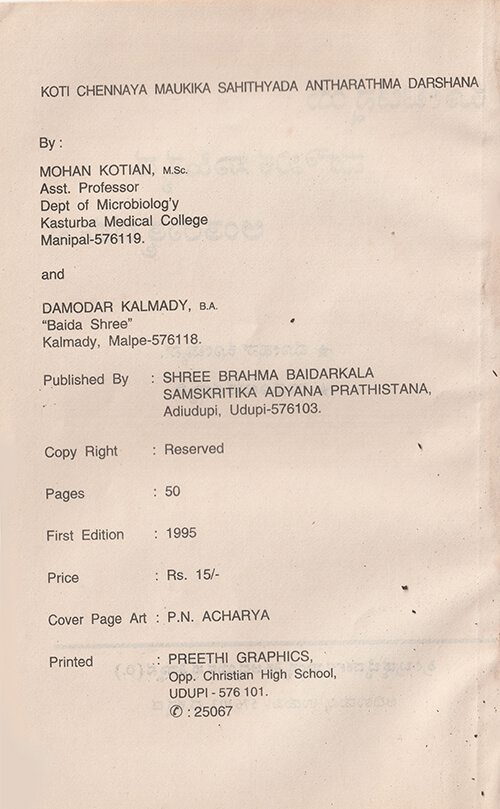 KOTI CHENNAYA MAUKIKA SAHITHYADA ANTHARATHMA DARSHANA
By :
MOHAN KOTIAN, M.Sc.
Asst. Professor
Dept of Microbiolog'y
Kasturba Medical College
Manipal-576119.
and
DAMODAR KALMADY, B.A.
“Baida Shree”
Kalmady, Malpe-576118.
Published By : SHREE BRAHMA BAIDARKALA
SAMSKRITIKA ADYANA PRATHISTANA,
Adiudupi, Udupi-576103.
Copy Right : Reserved
Pages : 50
First Edition : 1995
Price : Rs. 15/-
Cover Page Art : P.N. ACHARYA
Printed : PREETHI GRAPHICS,
Opp. Christian High School,
UDUPI - 576 101.
✆ : 25067